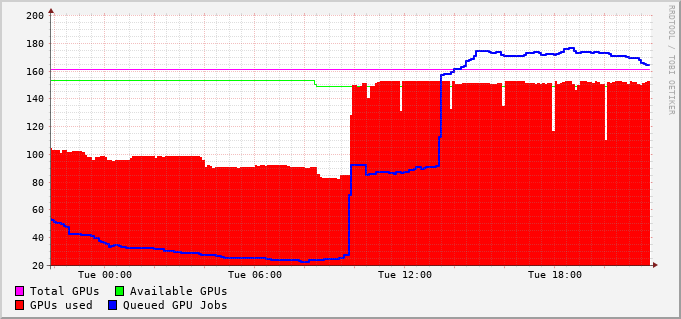 RRDTOOL / TOBI OETIKER
200
180
160
140
120
100
80
60
40
20
Tue 00:00 Tue 06:00 Tue 12:00 Tue 18:00
Total GPUs Available GPUs
GPUs used Queued GPU Jobs